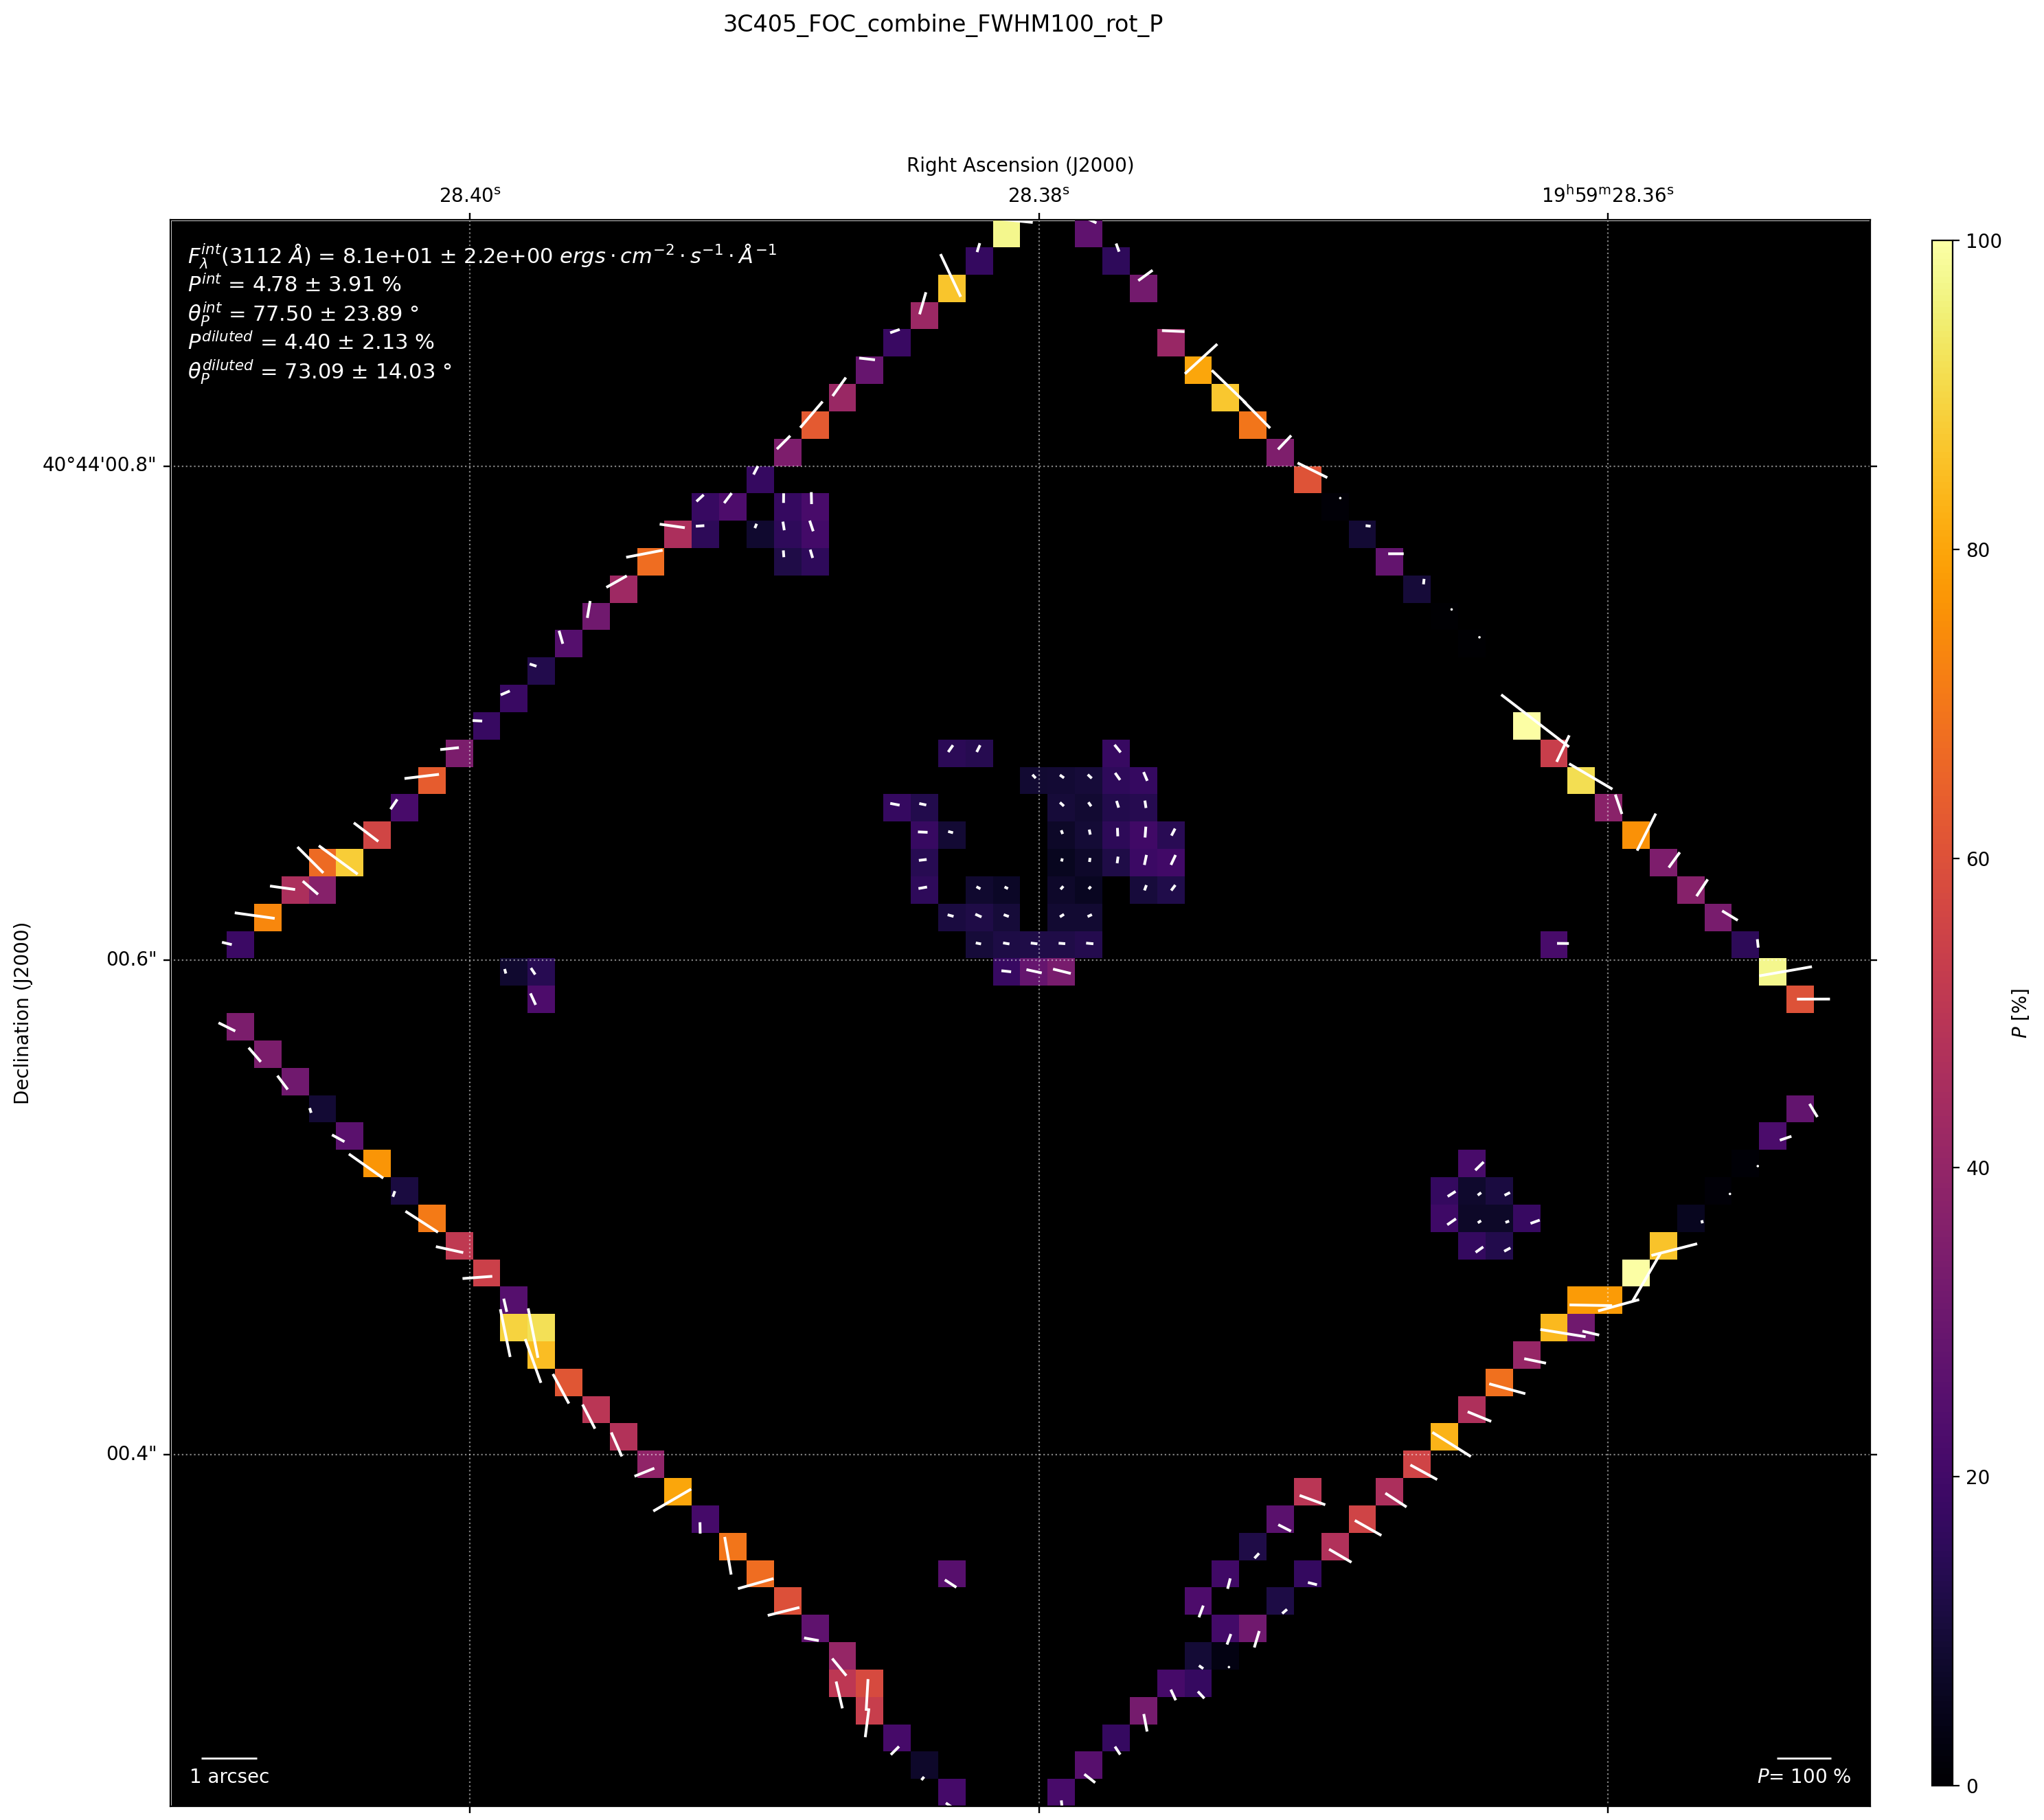 3C405_FOC_combine_FWHM100_rot_P
Right Ascension (J2000)
28.40ˢ 28.38ˢ 19ʰ59ᵐ28.36ˢ
F_λ^int(3112 Å) = 8.1e+01 ± 2.2e+00 ergs · cm⁻² · s⁻¹ · Å⁻¹
P^int = 4.78 ± 3.91 %
θ_P^int = 77.50 ± 23.89 °
P^diluted = 4.40 ± 2.13 %
θ_P^diluted = 73.09 ± 14.03 °
40°44'00.8"
00.6"
00.4"
Declination (J2000)
1 arcsec
P= 100 %
100
80
60
40
20
0
P [%]